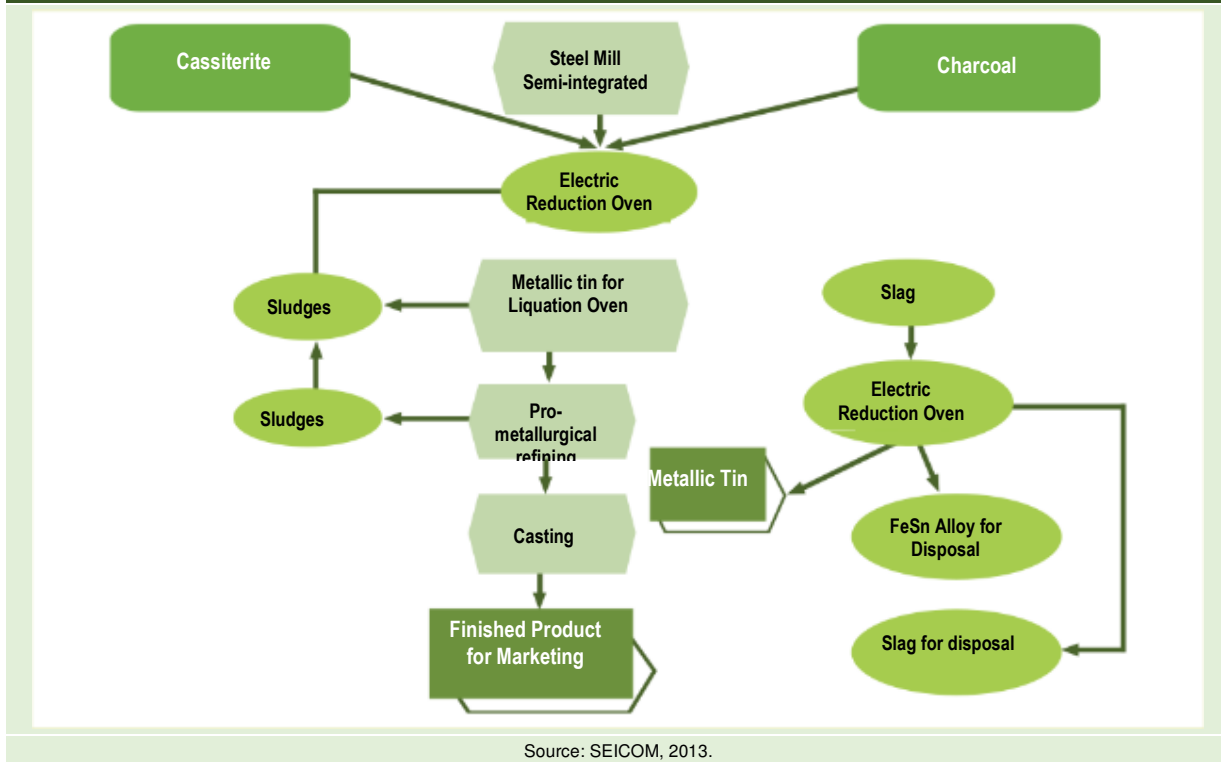 Cassiterite
Steel Mill
Semi-integrated
Charcoal
Electric
Reduction Oven
Metallic tin for
Liquation Oven
Sludges
Slag
Electric
Reduction Oven
Sludges
Pro-
metallurgical
refining
Metallic Tin
FeSn Alloy for
Disposal
Casting
Finished Product
for Marketing
Slag for disposal
Source: SEICOM, 2013.